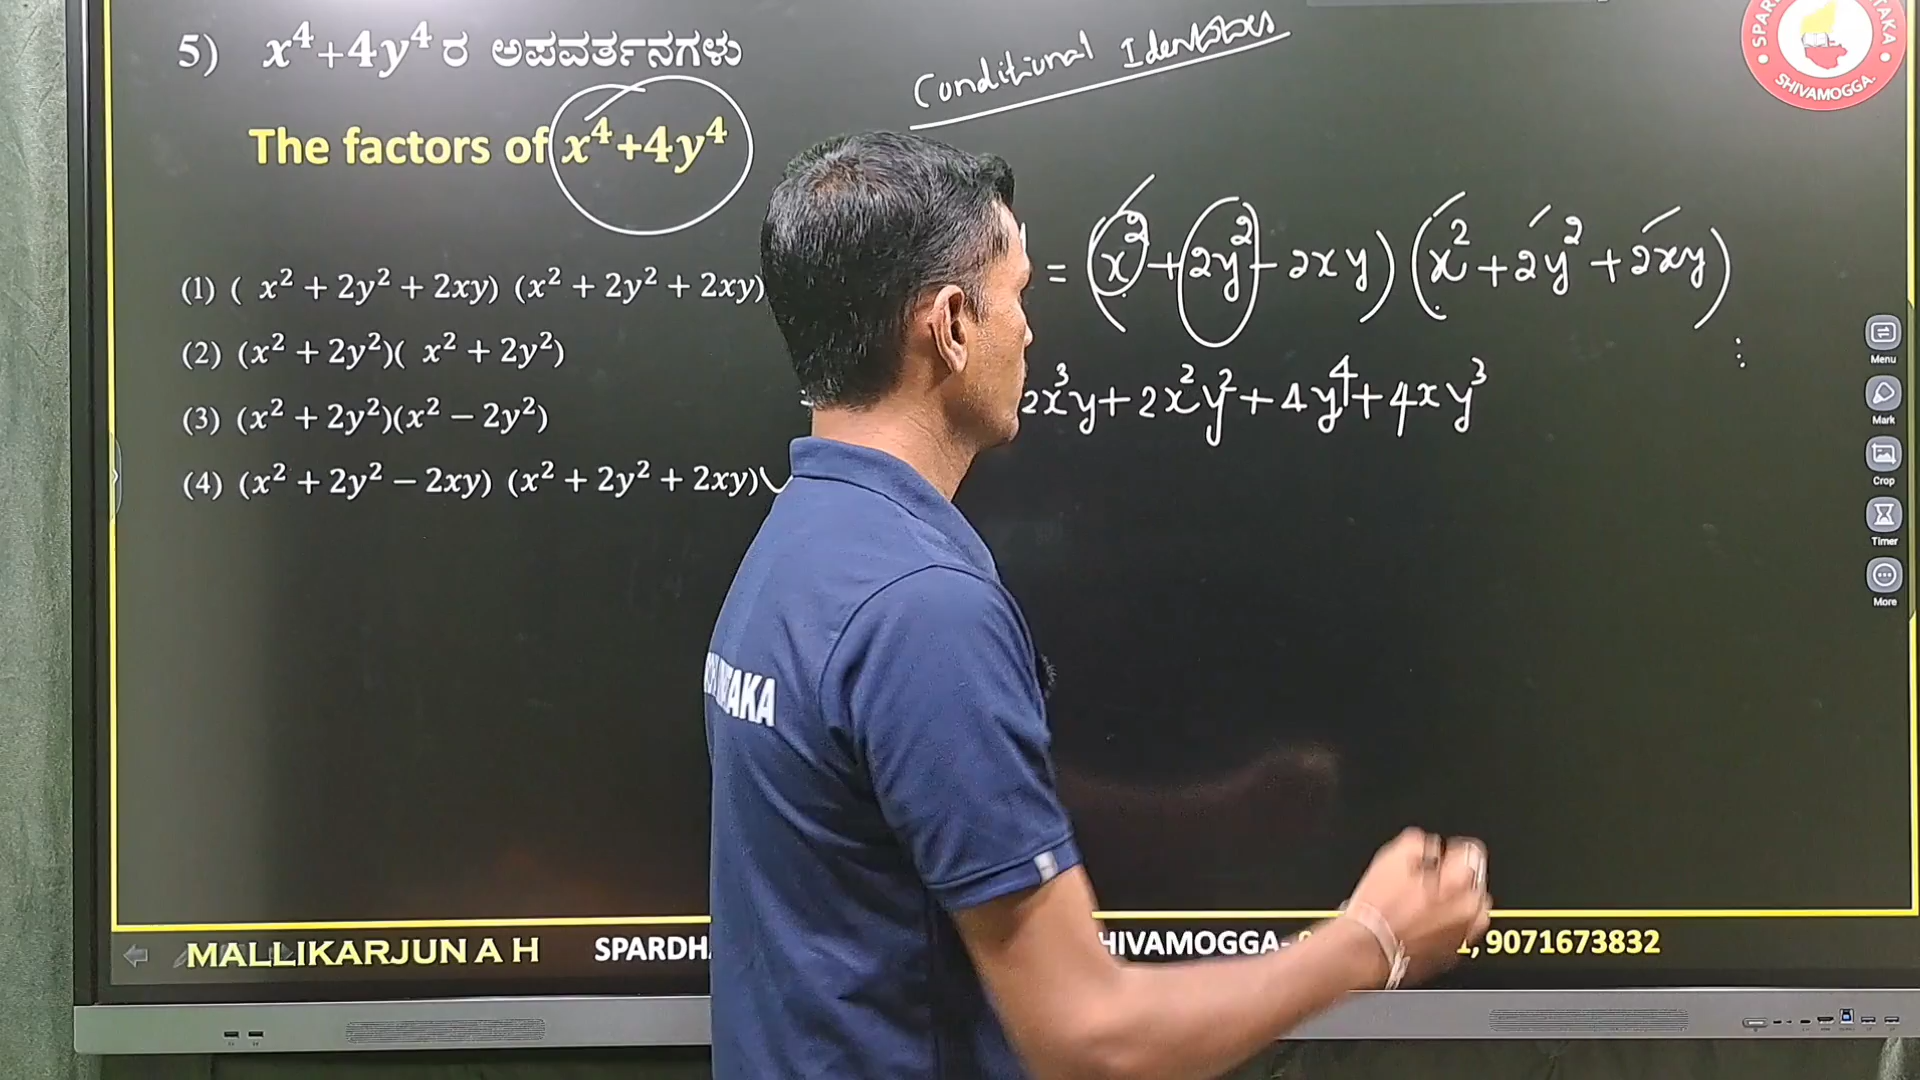 5) x⁴+4y⁴ ರ ಅಪವರ್ತನಗಳು
Conditional Identities
The factors of x⁴+4y⁴
(1) ( x² + 2y² + 2xy) (x² + 2y² + 2xy)
(2) (x² + 2y²)( x² + 2y²)
(3) (x² + 2y²)(x² − 2y²)
(4) (x² + 2y² − 2xy) (x² + 2y² + 2xy)
= (x² + 2y² - 2xy) (x² + 2y² + 2xy)
2x³y + 2x²y² + 4y⁴ + 4xy³
SHIVAMOGGA.
Menu
Mark
Crop
Timer
More
MALLIKARJUN A H
9071673832